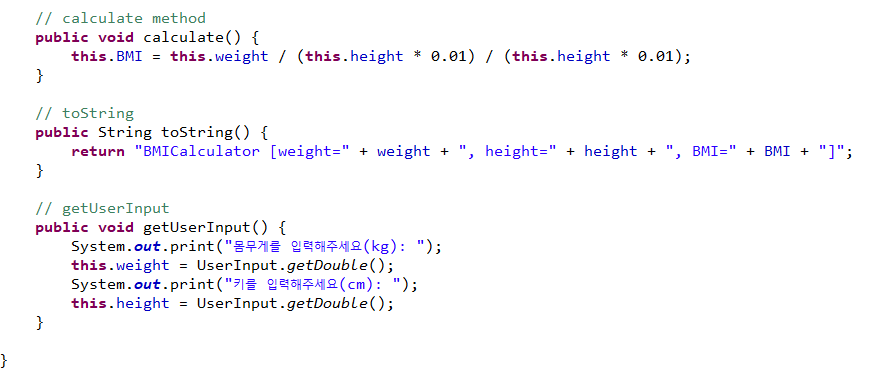 // calculate method
public void calculate() {
this.BMI = this.weight / (this.height * 0.01) / (this.height * 0.01);
}
// toString
public String toString() {
return "BMICalculator [weight=" + weight + ", height=" + height + ", BMI=" + BMI + "]";
}
// getUserInput
public void getUserInput() {
System.out.print("몸무게를 입력해주세요(kg): ");
this.weight = UserInput.getDouble();
System.out.print("키를 입력해주세요(cm): ");
this.height = UserInput.getDouble();
}
}